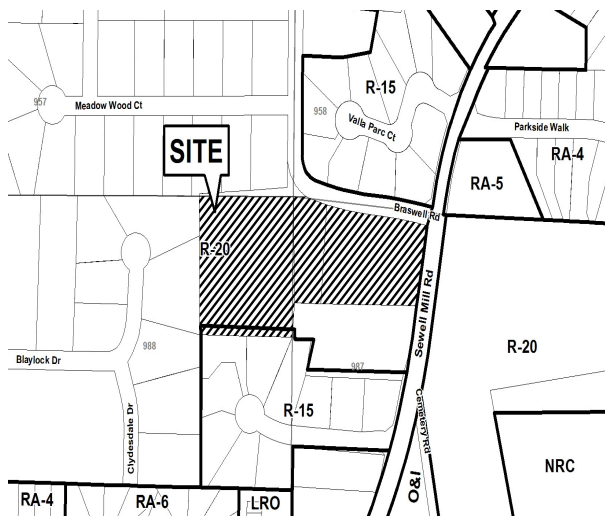 R-15
957
Meadow Wood Ct
958
Valla Parc Ct
Parkside Walk
SITE
RA-4
RA-5
Braswell Rd
R-20
Sewell Mill Rd
988
R-20
Blaylock Dr
987
Clydesdale Dr
R-15
Cemetery Rd
NRC
O&I
RA-4
RA-6
LRO